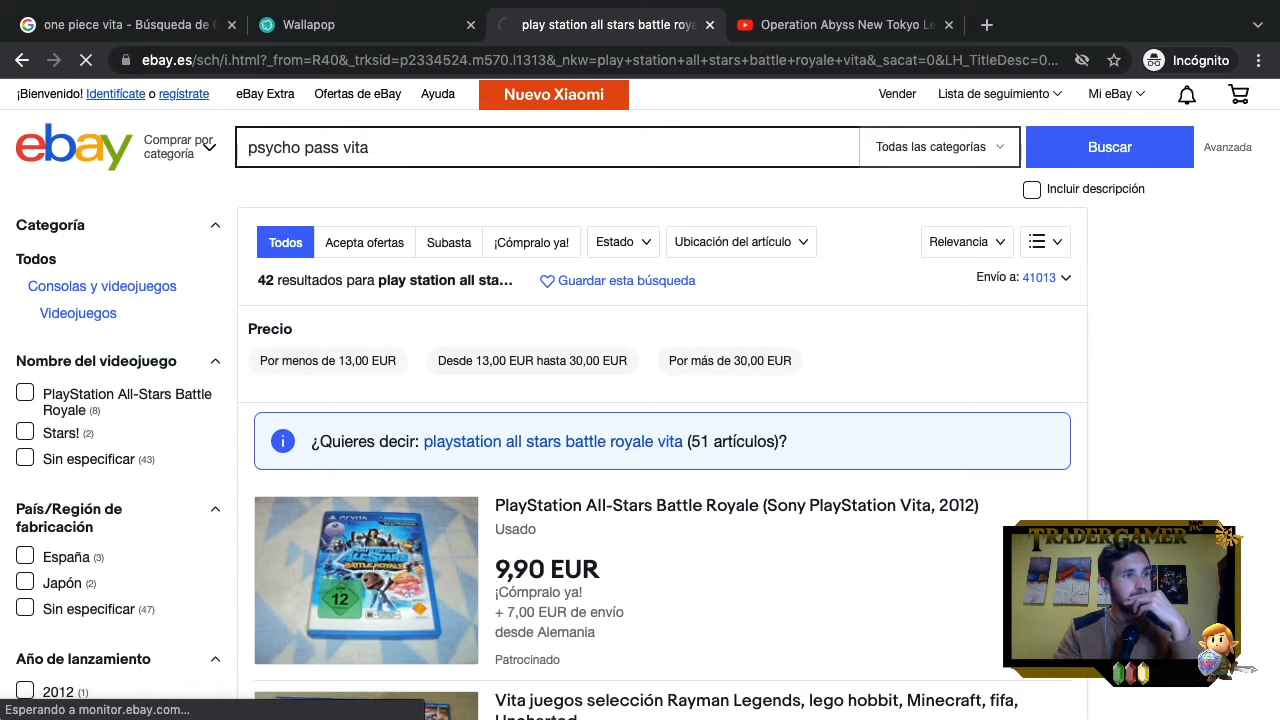 one piece vita - Búsqueda de G
Wallapop
play station all stars battle roya
Operation Abyss New Tokyo Le
ebay.es/sch/i.html?_from=R40&_trksid=p2334524.m570.l1313&_nkw=play+station+all+stars+battle+royale+vita&_sacat=0&LH_TitleDesc=0...
Incógnito
¡Bienvenido! Identifícate o regístrate
eBay Extra
Ofertas de eBay
Ayuda
Nuevo Xiaomi
Vender
Lista de seguimiento
Mi eBay
ebay
Comprar por
categoría
psycho pass vita
Todas las categorías
Buscar
Avanzada
Incluir descripción
Categoría
Todos
Consolas y videojuegos
Videojuegos
Nombre del videojuego
PlayStation All-Stars Battle
Royale (8)
Stars! (2)
Sin especificar (43)
País/Región de
fabricación
España (3)
Japón (2)
Sin especificar (47)
Año de lanzamiento
2012 (1)
Todos
Acepta ofertas
Subasta
¡Cómpralo ya!
Estado
Ubicación del artículo
Relevancia
42 resultados para play station all sta...
Guardar esta búsqueda
Envío a: 41013
Precio
Por menos de 13,00 EUR
Desde 13,00 EUR hasta 30,00 EUR
Por más de 30,00 EUR
¿Quieres decir: playstation all stars battle royale vita (51 artículos)?
PSVITA
ALL-STARS
BATTLE ROYALE
12
PlayStation All-Stars Battle Royale (Sony PlayStation Vita, 2012)
Usado
9,90 EUR
¡Cómpralo ya!
+ 7,00 EUR de envío
desde Alemania
Patrocinado
Vita juegos selección Rayman Legends, lego hobbit, Minecraft, fifa,
Uncharted
TRADERGAMER
Esperando a monitor.ebay.com...